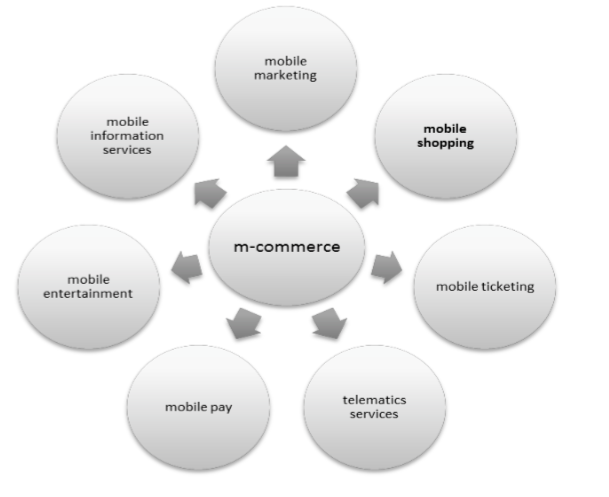 mobile
marketing
mobile
information
services
mobile
shopping
m-commerce
mobile
entertainment
mobile ticketing
mobile pay
telematics
services